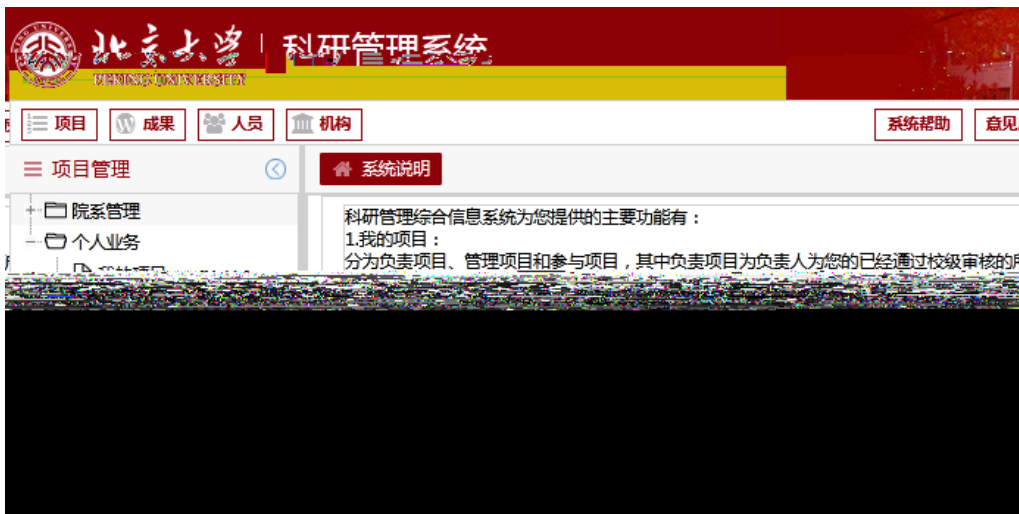 北京大学 科研管理系统
PEKING UNIVERSITY
项目 成果 人员 机构 系统帮助 意见
项目管理 系统说明
院系管理
个人业务
我的项目
科研管理综合信息系统为您提供的主要功能有：
1.我的项目：
分为负责项目、管理项目和参与项目，其中负责项目为负责人为您的已经通过校级审核的所